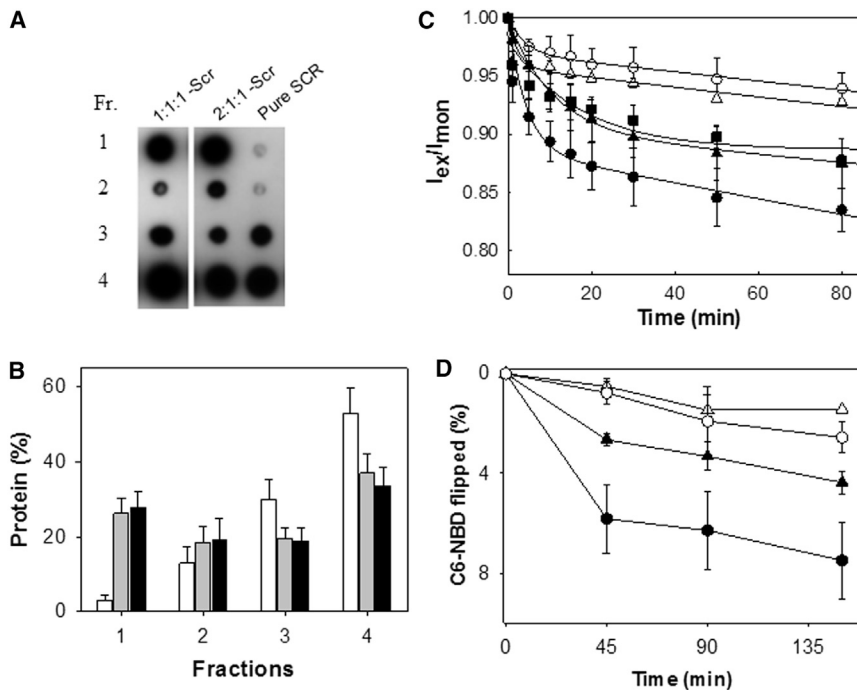 A
Fr.
1:1:1 -Scr
2:1:1 -Scr
Pure SCR
1
2
3
4
B
Protein (%)
60
40
20
0
1 2 3 4
Fractions
C
Iex/Imon
1.00
0.95
0.90
0.85
0.80
0 20 40 60 80
Time (min)
D
C6-NBD flipped (%)
0
4
8
0 45 90 135
Time (min)